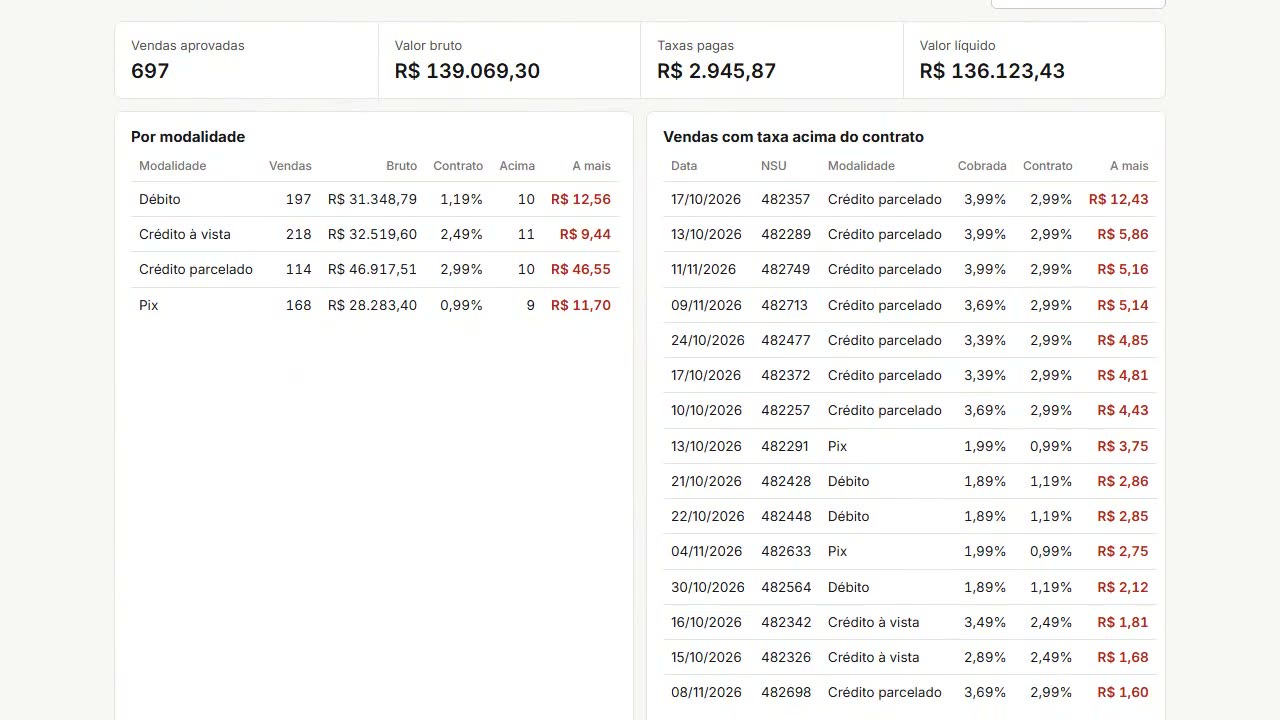 Vendas aprovadas
697
Valor bruto
R$ 139.069,30
Taxas pagas
R$ 2.945,87
Valor líquido
R$ 136.123,43
Por modalidade
Modalidade Vendas Bruto Contrato Acima A mais
Débito 197 R$ 31.348,79 1,19% 10 R$ 12,56
Crédito à vista 218 R$ 32.519,60 2,49% 11 R$ 9,44
Crédito parcelado 114 R$ 46.917,51 2,99% 10 R$ 46,55
Pix 168 R$ 28.283,40 0,99% 9 R$ 11,70
Vendas com taxa acima do contrato
Data NSU Modalidade Cobrada Contrato A mais
17/10/2026 482357 Crédito parcelado 3,99% 2,99% R$ 12,43
13/10/2026 482289 Crédito parcelado 3,99% 2,99% R$ 5,86
11/11/2026 482749 Crédito parcelado 3,99% 2,99% R$ 5,16
09/11/2026 482713 Crédito parcelado 3,69% 2,99% R$ 5,14
24/10/2026 482477 Crédito parcelado 3,39% 2,99% R$ 4,85
17/10/2026 482372 Crédito parcelado 3,39% 2,99% R$ 4,81
10/10/2026 482257 Crédito parcelado 3,69% 2,99% R$ 4,43
13/10/2026 482291 Pix 1,99% 0,99% R$ 3,75
21/10/2026 482428 Débito 1,89% 1,19% R$ 2,86
22/10/2026 482448 Débito 1,89% 1,19% R$ 2,85
04/11/2026 482633 Pix 1,99% 0,99% R$ 2,75
30/10/2026 482564 Débito 1,89% 1,19% R$ 2,12
16/10/2026 482342 Crédito à vista 3,49% 2,49% R$ 1,81
15/10/2026 482326 Crédito à vista 2,89% 2,49% R$ 1,68
08/11/2026 482698 Crédito parcelado 3,69% 2,99% R$ 1,60